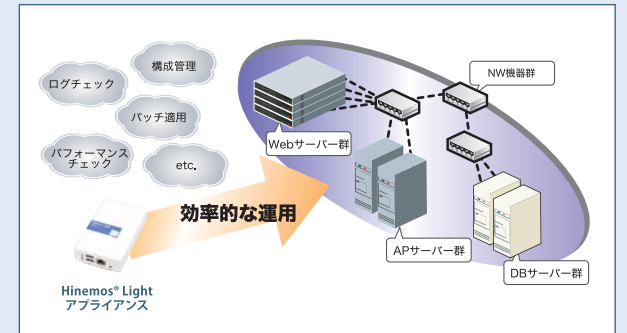 構成管理
ログチェック
パッチ適用
パフォーマンス
チェック
etc.
効率的な運用
Hinemos® Light
アプライアンス
NW機器群
Webサーバー群
APサーバー群
DBサーバー群